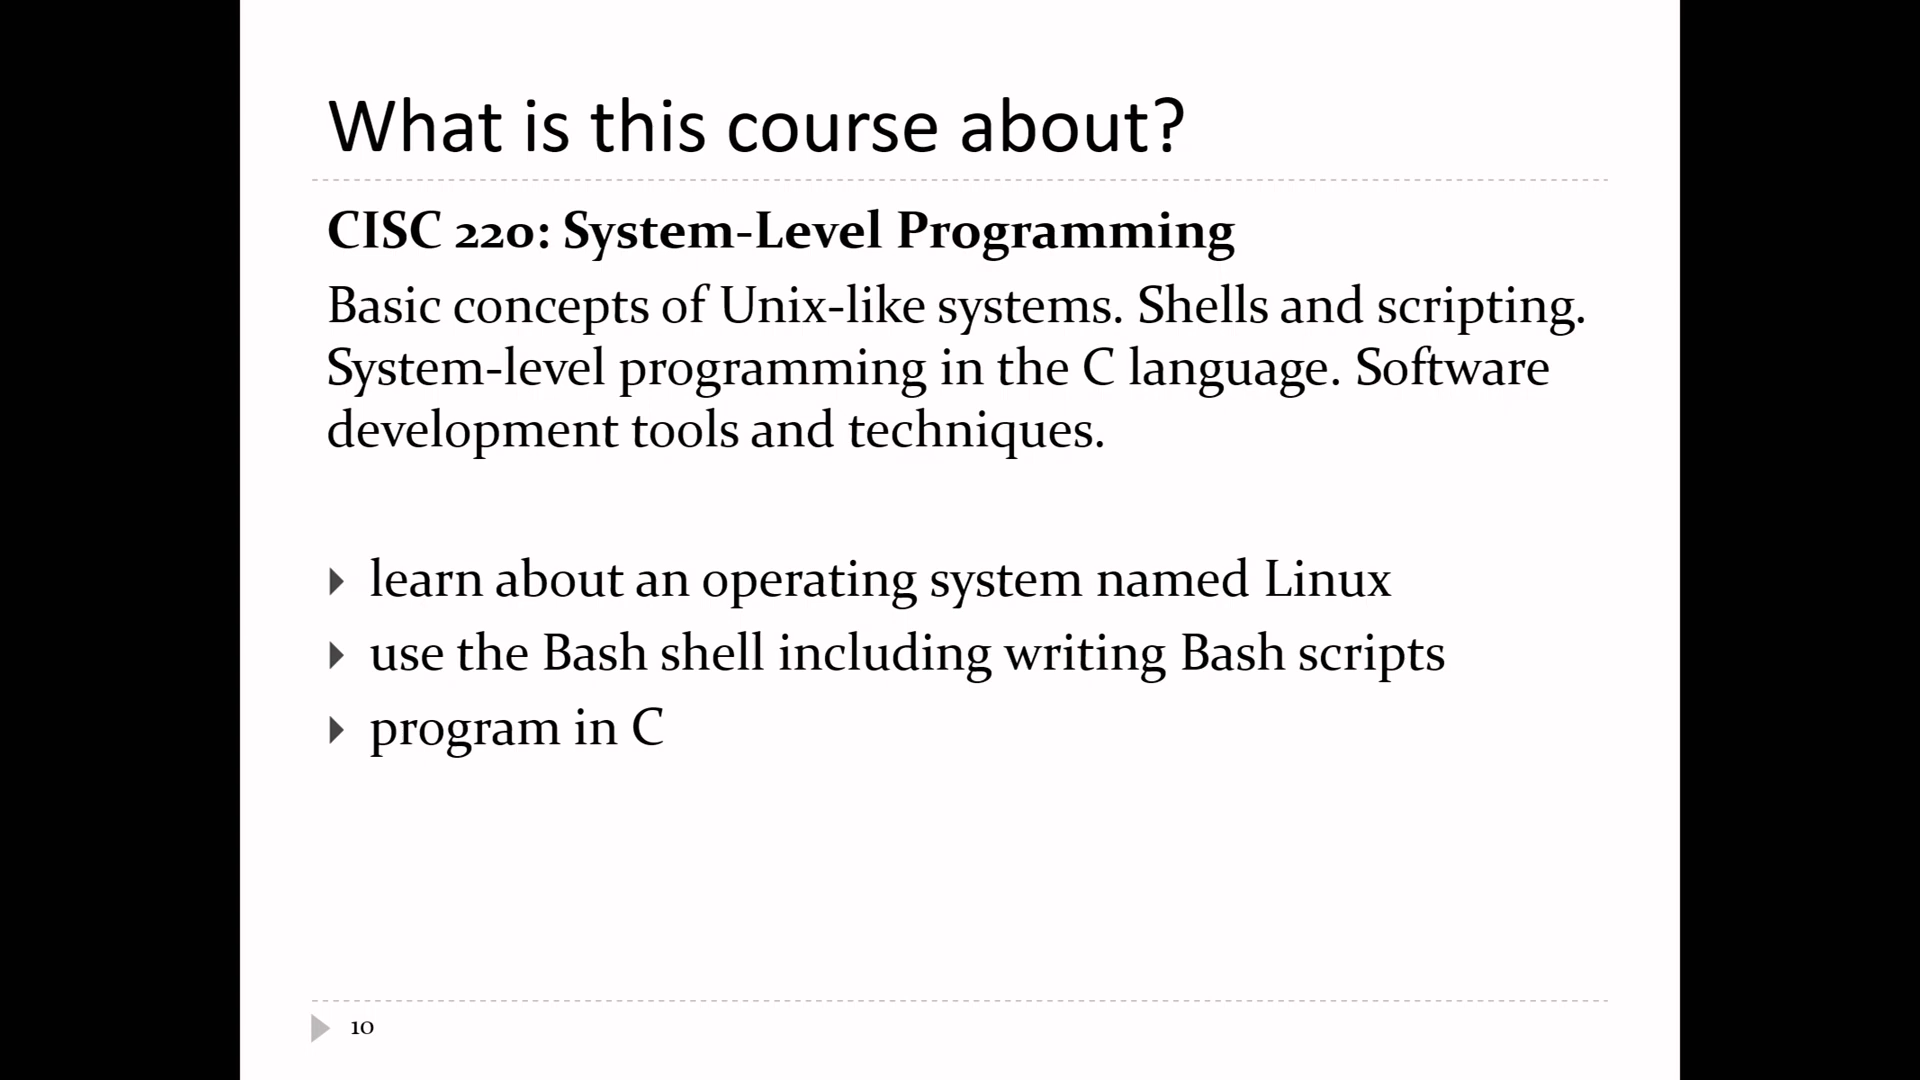 What is this course about?
CISC 220: System-Level Programming
Basic concepts of Unix-like systems. Shells and scripting.
System-level programming in the C language. Software
development tools and techniques.
learn about an operating system named Linux
use the Bash shell including writing Bash scripts
program in C
10